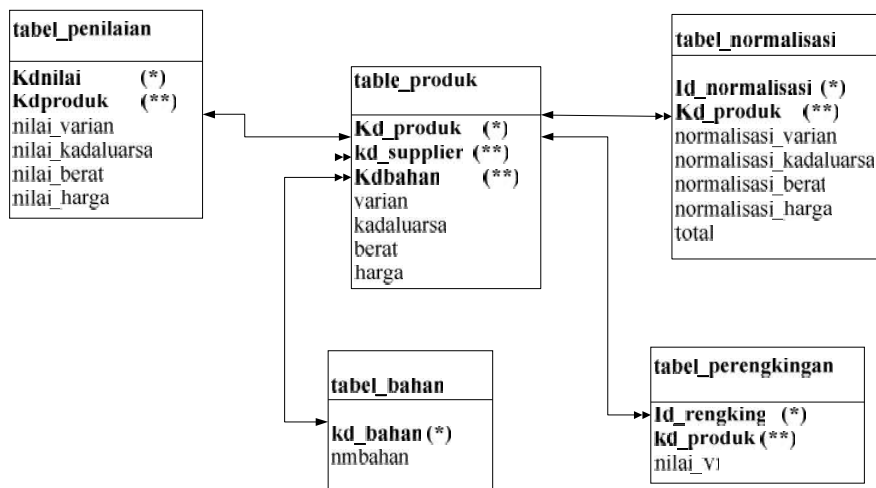 tabel_penilaian
Kdnilai (*)
Kdproduk (**)
nilai_varian
nilai_kadaluarsa
nilai_berat
nilai_harga
table_produk
Kd_produk (*)
kd_supplier (**)
Kdbahan (**)
varian
kadaluarsa
berat
harga
tabel_normalisasi
Id_normalisasi (*)
Kd_produk (**)
normalisasi_varian
normalisasi_kadaluarsa
normalisasi_berat
normalisasi_harga
total
tabel_bahan
kd_bahan (*)
nmbahan
tabel_perengkingan
Id_rengking (*)
kd_produk (**)